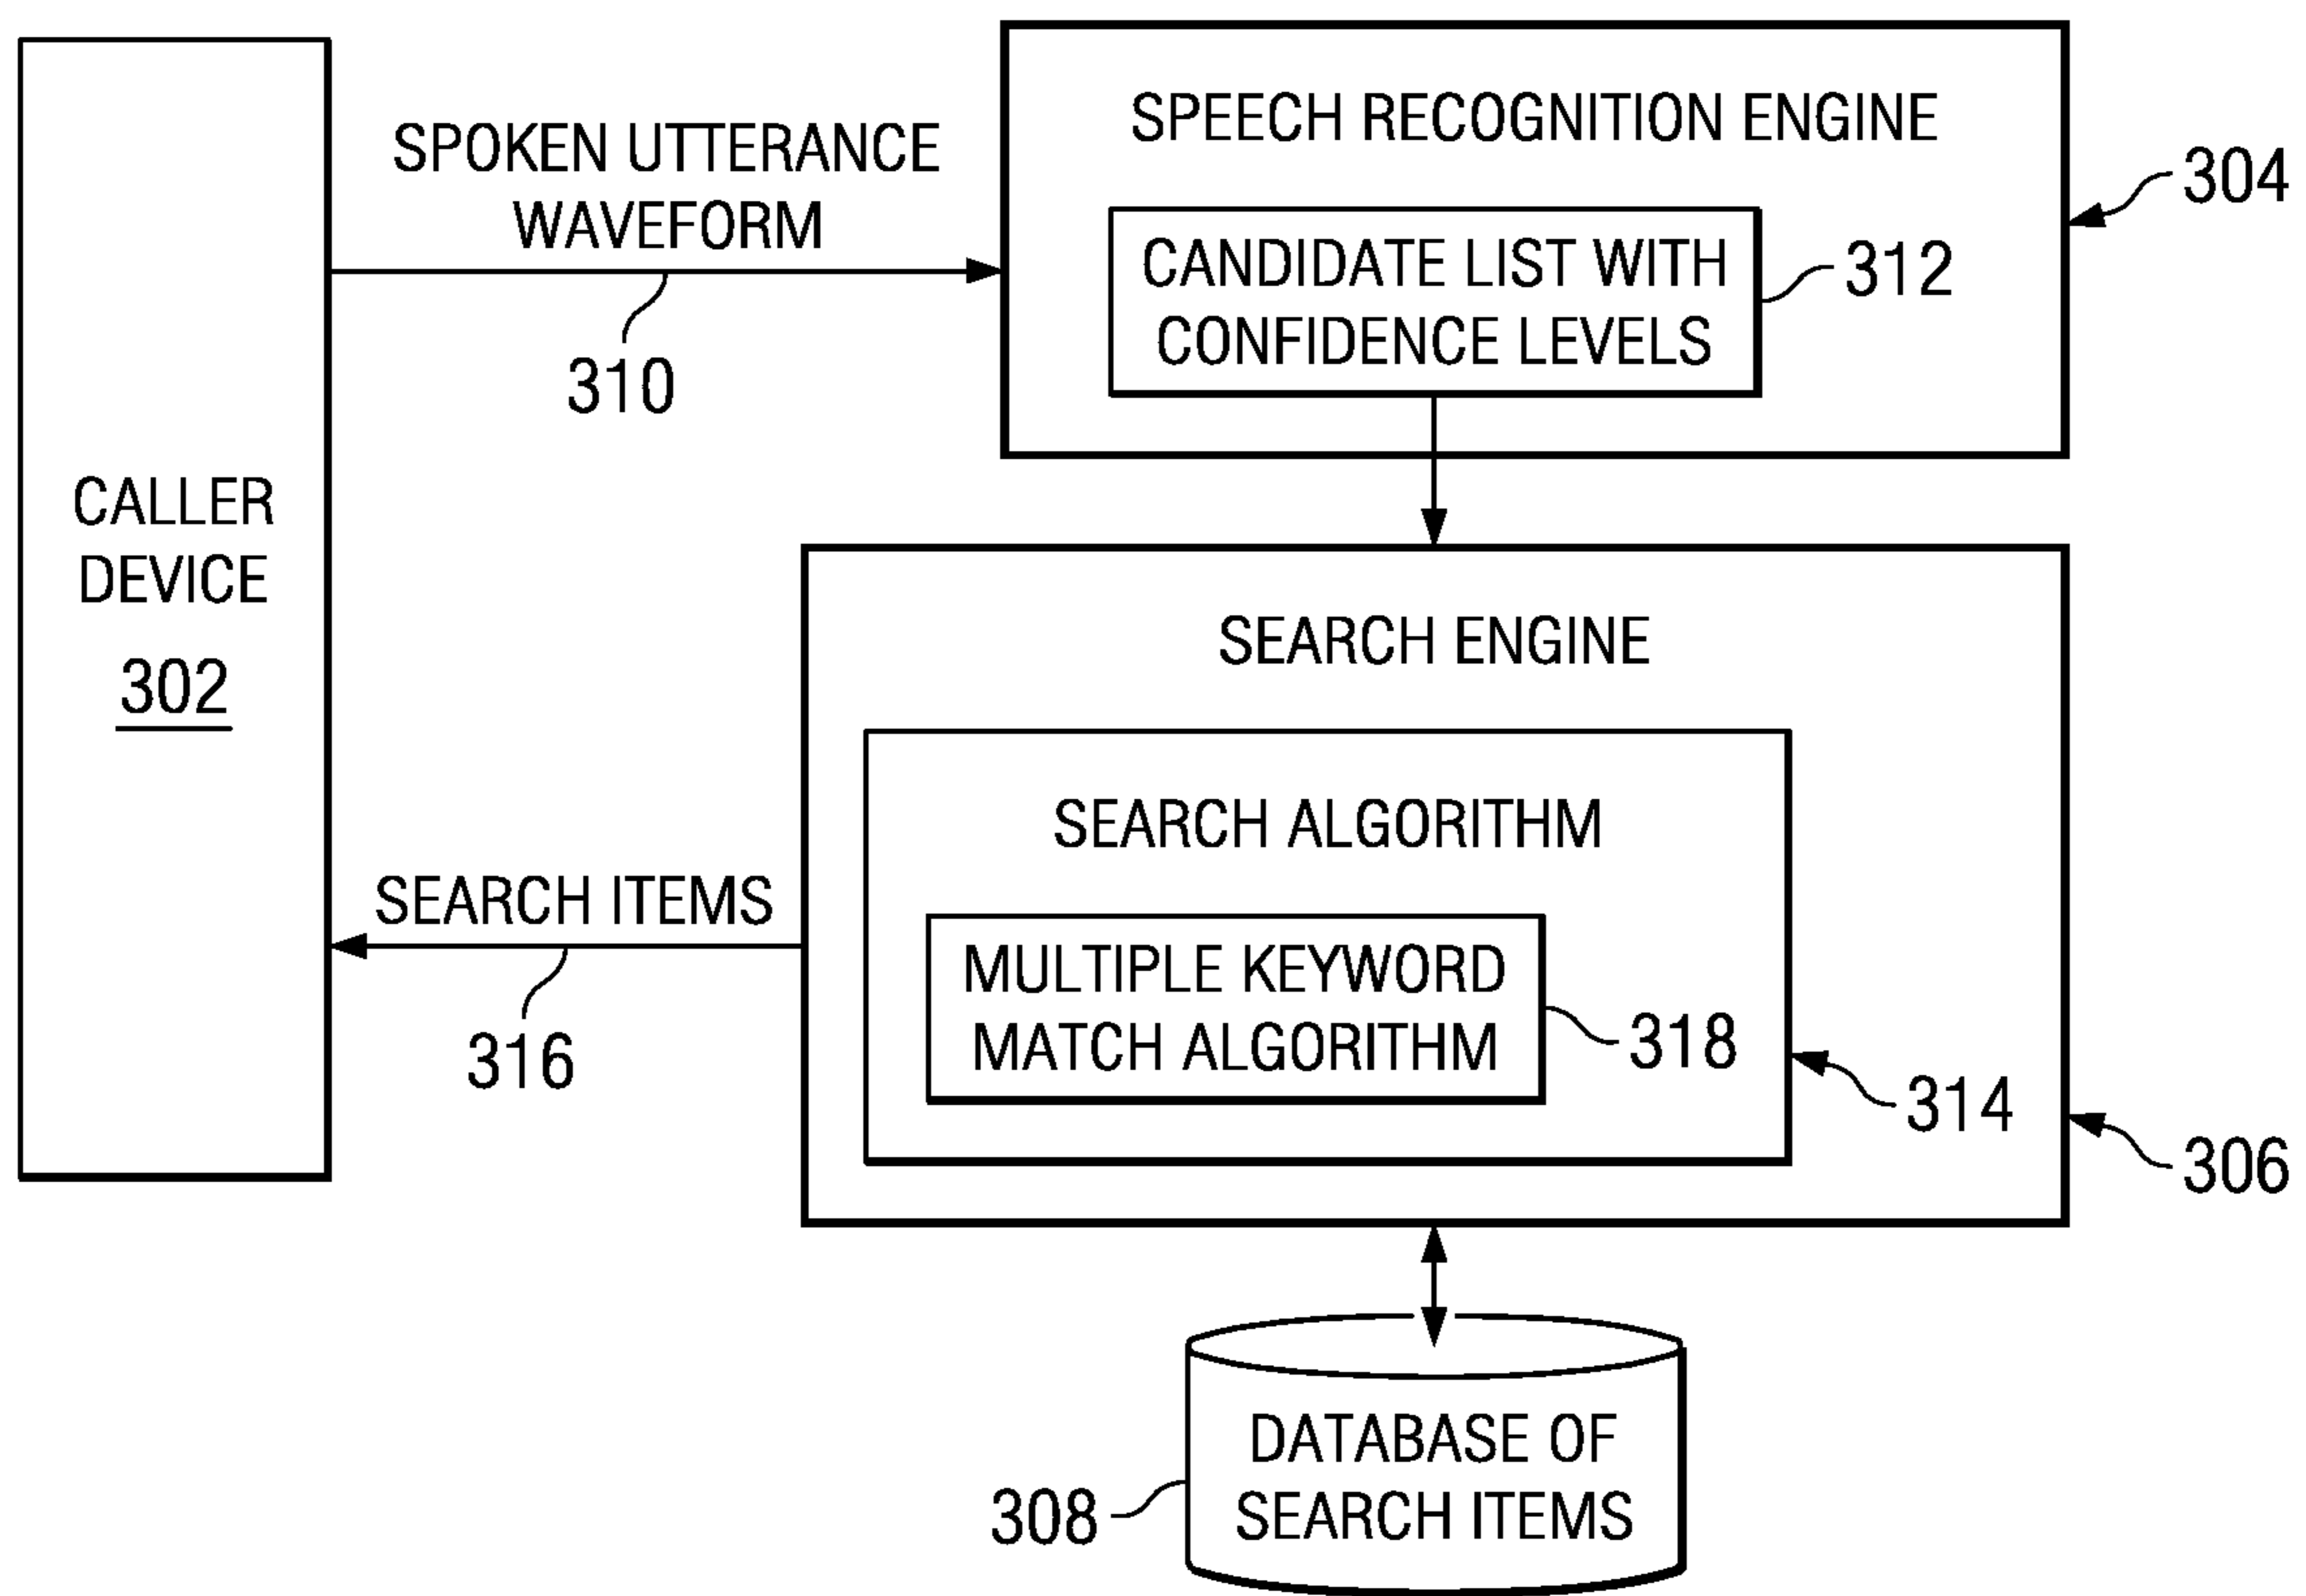 SPEECH RECOGNITION ENGINE
304
SPOKEN UTTERANCE
WAVEFORM
310
CANDIDATE LIST WITH
CONFIDENCE LEVELS
312
CALLER
DEVICE
302
SEARCH ENGINE
SEARCH ALGORITHM
SEARCH ITEMS
316
MULTIPLE KEYWORD
MATCH ALGORITHM
318
314
306
DATABASE OF
SEARCH ITEMS
308